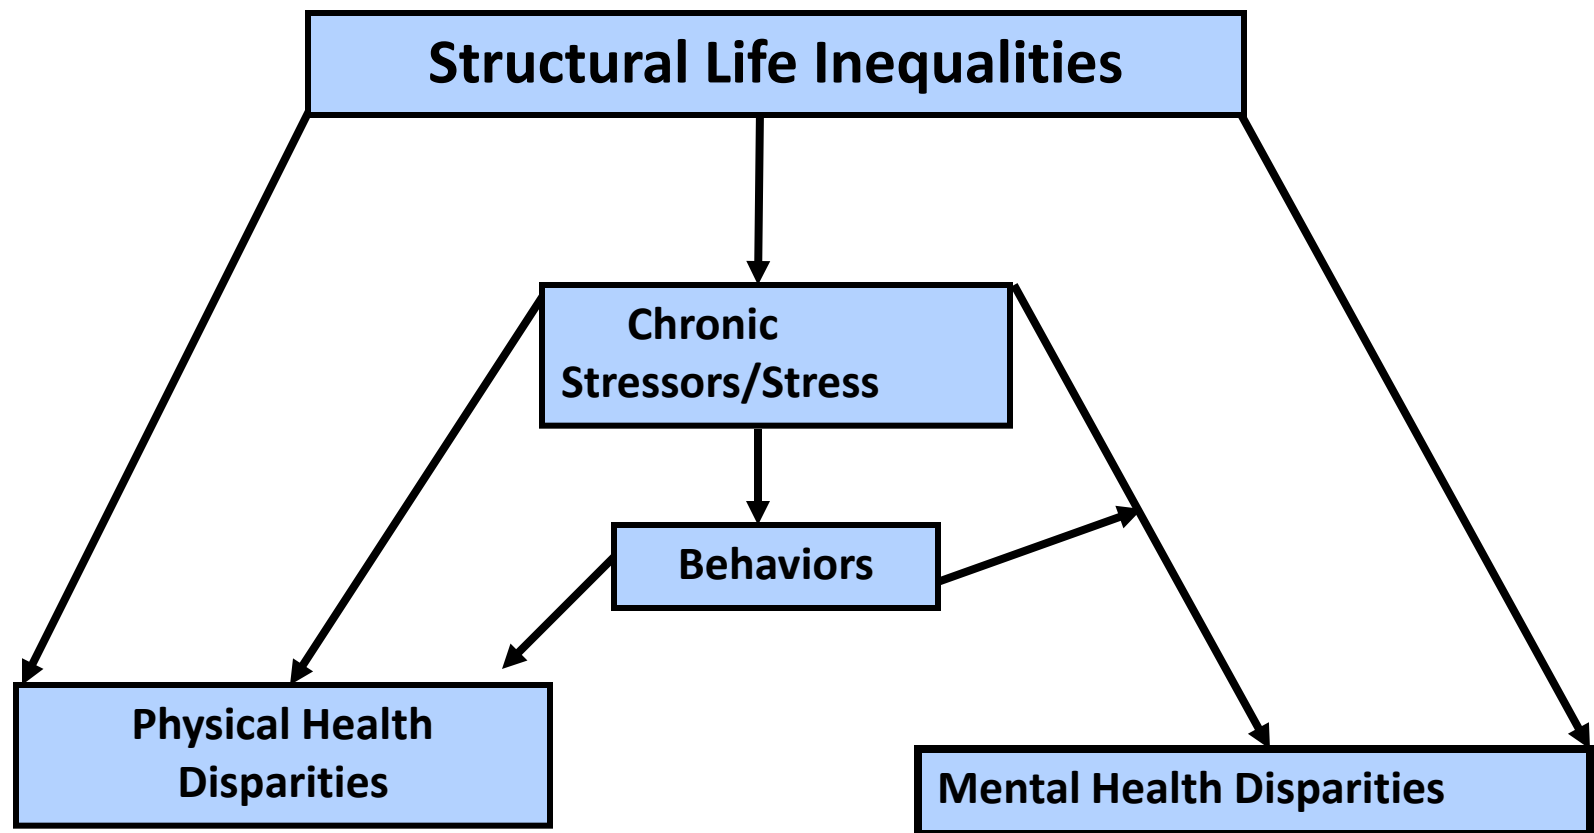 Structural Life Inequalities
Chronic
Stressors/Stress
Behaviors
Physical Health
Disparities
Mental Health Disparities